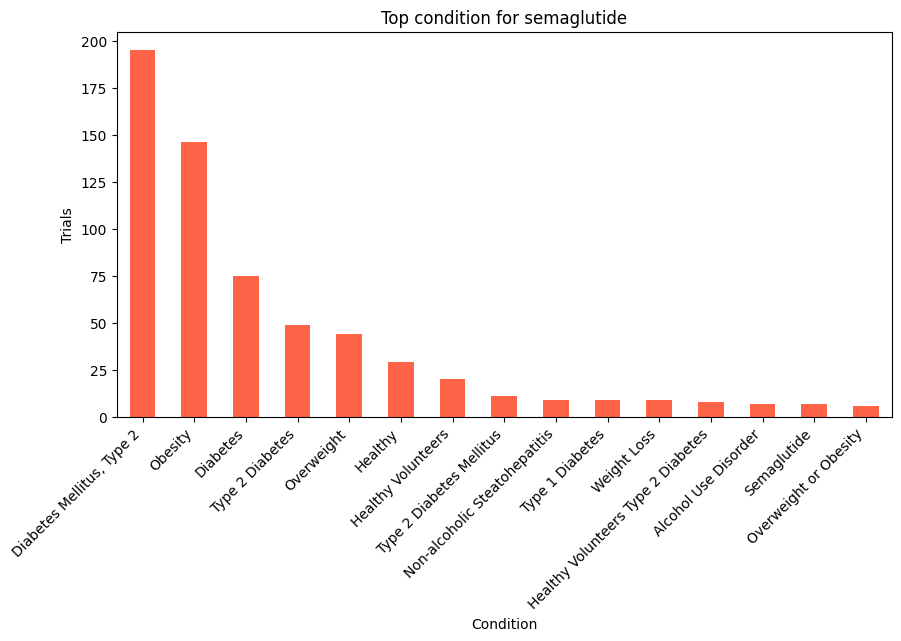 Top condition for semaglutide
200
175
150
125
100
75
50
25
0
Trials
Diabetes Mellitus, Type 2
Obesity
Diabetes
Type 2 Diabetes
Overweight
Healthy
Healthy Volunteers
Type 2 Diabetes Mellitus
Non-alcoholic Steatohepatitis
Type 1 Diabetes
Weight Loss
Healthy Volunteers Type 2 Diabetes
Alcohol Use Disorder
Semaglutide
Overweight or Obesity
Condition